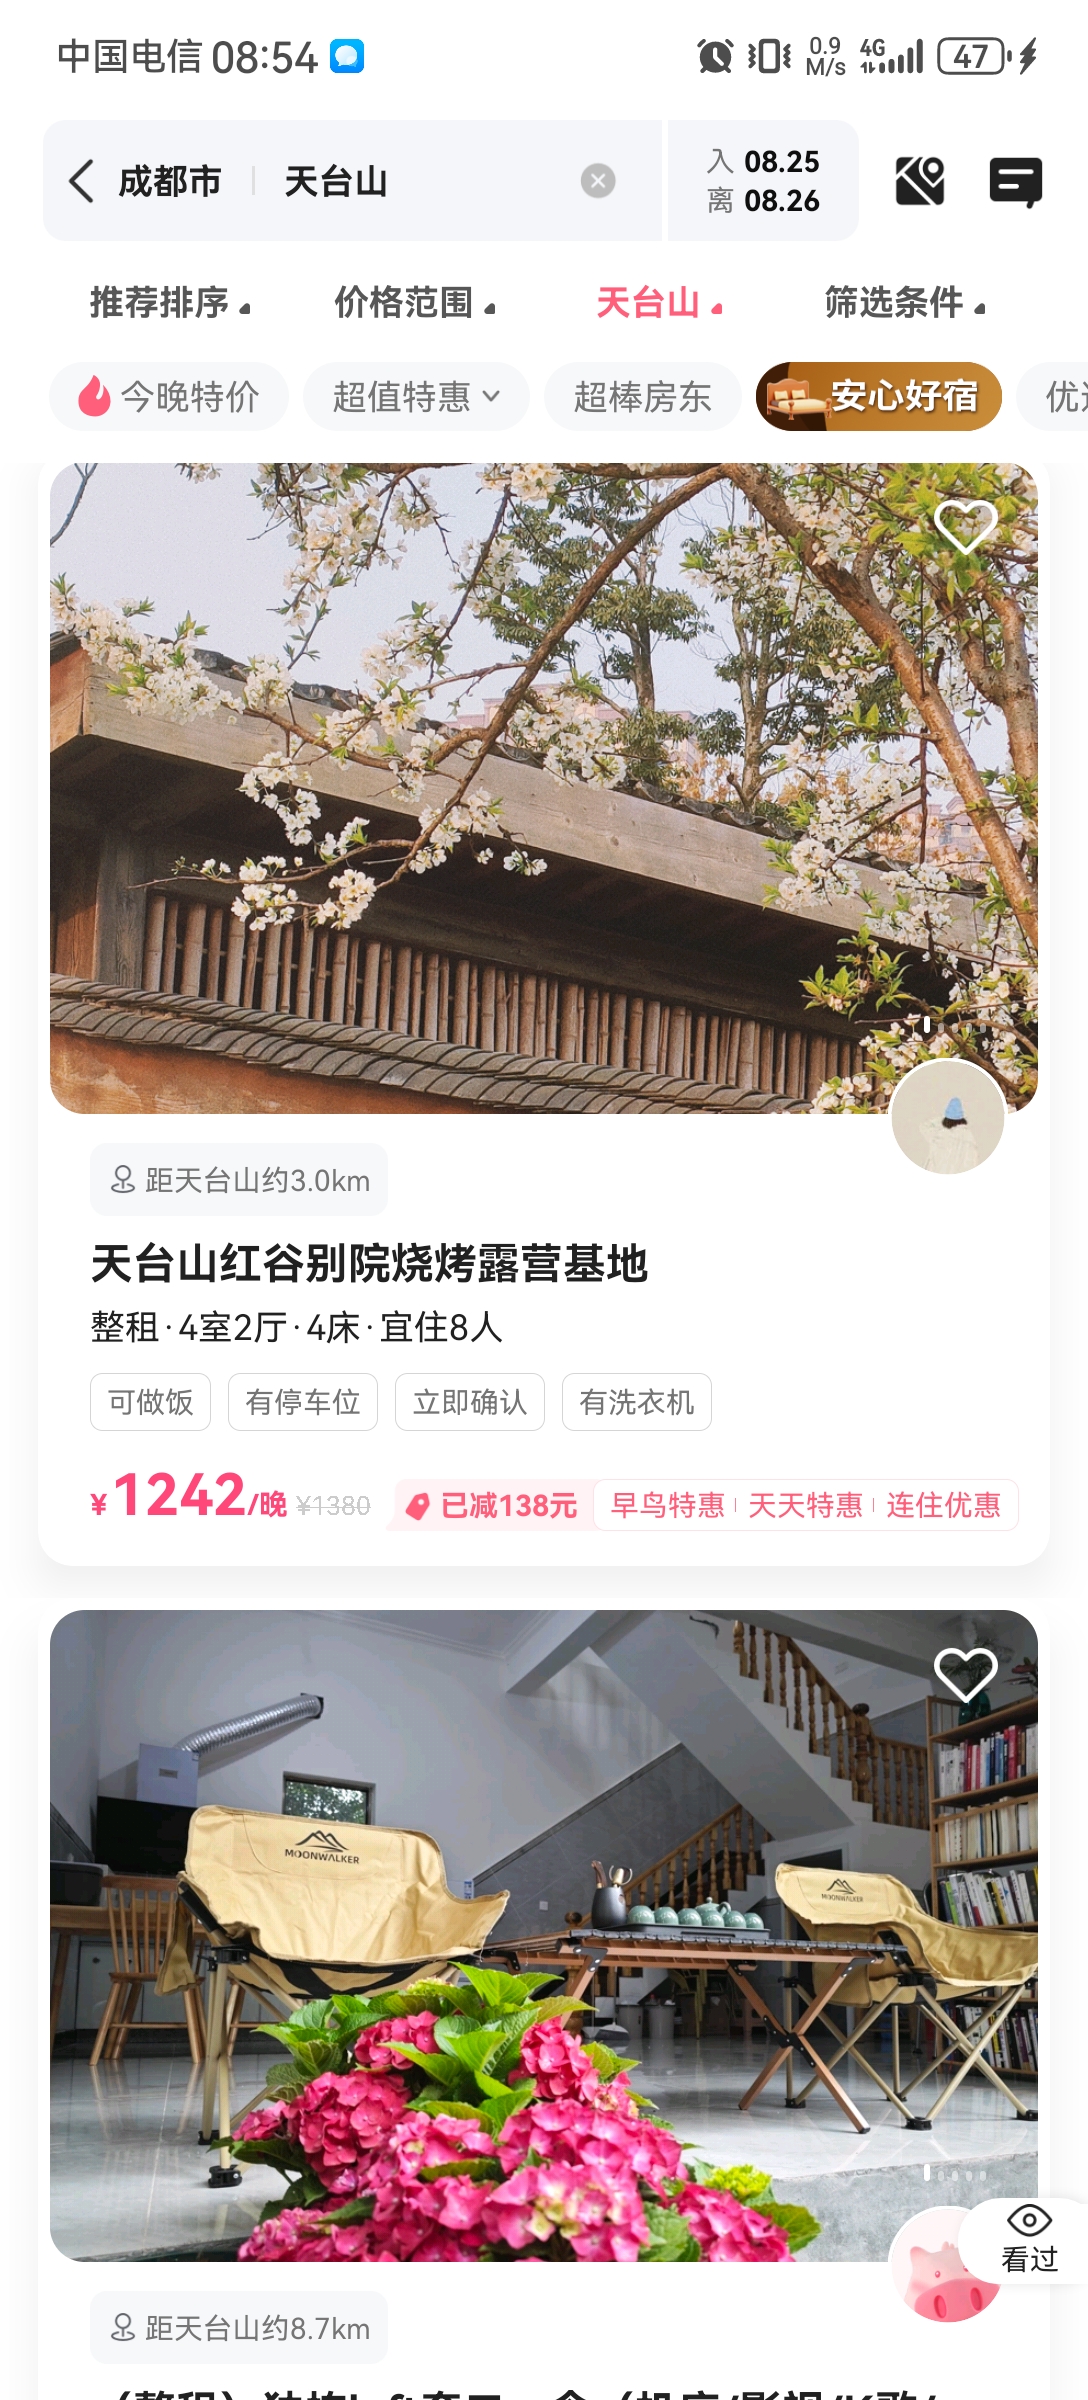 中国电信 08:54 0.9 M/s 4G 47
成都市 天台山 入 08.25
离 08.26
推荐排序 价格范围 天台山 筛选条件
今晚特价 超值特惠 超棒房东 安心好宿
距天台山约3.0km
天台山红谷别院烧烤露营基地
整租·4室2厅·4床·宜住8人
可做饭 有停车位 立即确认 有洗衣机
¥1242/晚 ¥1380 已减138元 早鸟特惠 天天特惠 连住优惠
MOONWALKER
MOONWALKER
看过
距天台山约8.7km